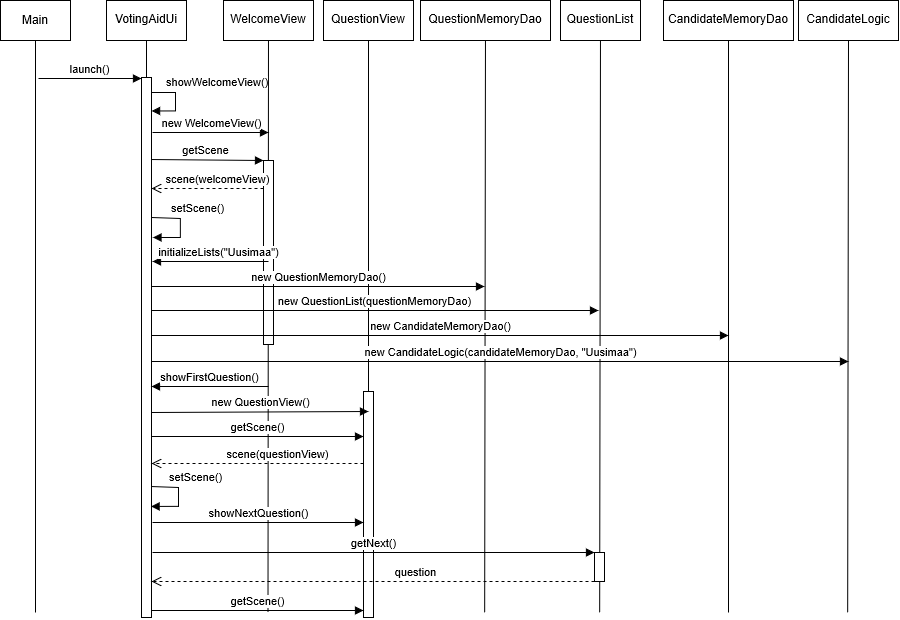 Main
VotingAidUi
WelcomeView
QuestionView
QuestionMemoryDao
QuestionList
CandidateMemoryDao
CandidateLogic
launch()
showWelcomeView()
new WelcomeView()
getScene
scene(welcomeView)
setScene()
initializeLists("Uusimaa")
new QuestionMemoryDao()
new QuestionList(questionMemoryDao)
new CandidateMemoryDao()
new CandidateLogic(candidateMemoryDao, "Uusimaa")
showFirstQuestion()
new QuestionView()
getScene()
scene(questionView)
setScene()
showNextQuestion()
getNext()
question
getScene()